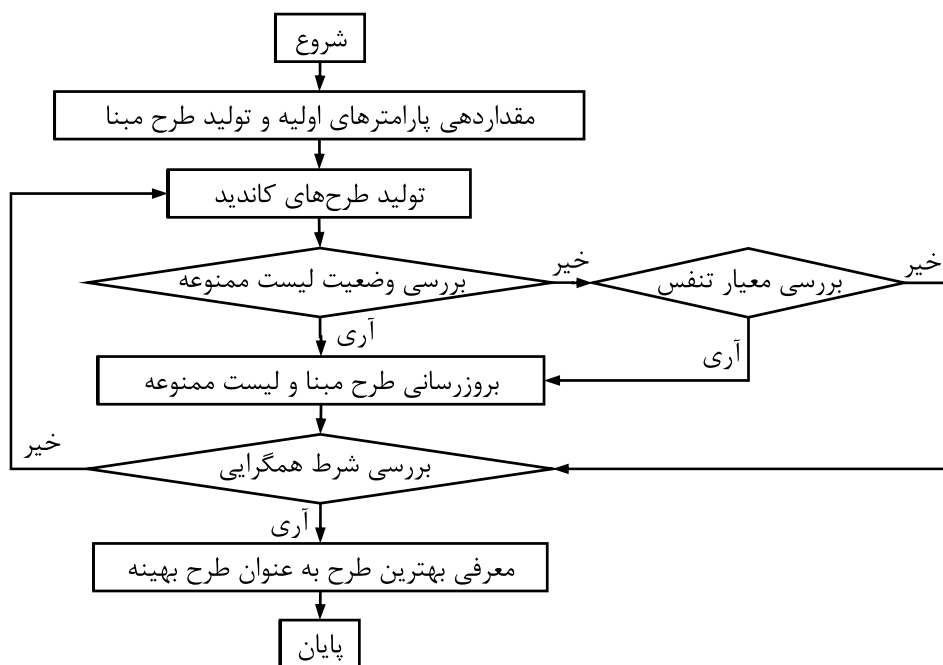 شروع
مقداردهی پارامترهای اولیه و تولید طرح مبنا
تولید طرح‌های کاندید
بررسی وضعیت لیست ممنوعه
خیر
بررسی معیار تنفس
خیر
آری
آری
بروزرسانی طرح مبنا و لیست ممنوعه
خیر
بررسی شرط همگرایی
آری
معرفی بهترین طرح به عنوان طرح بهینه
پایان